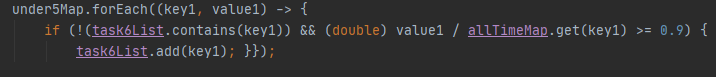 under5Map.forEach((key1, value1) -> {
if (!(task6List.contains(key1)) && (double) value1 / allTimeMap.get(key1) >= 0.9) {
task6List.add(key1); }});